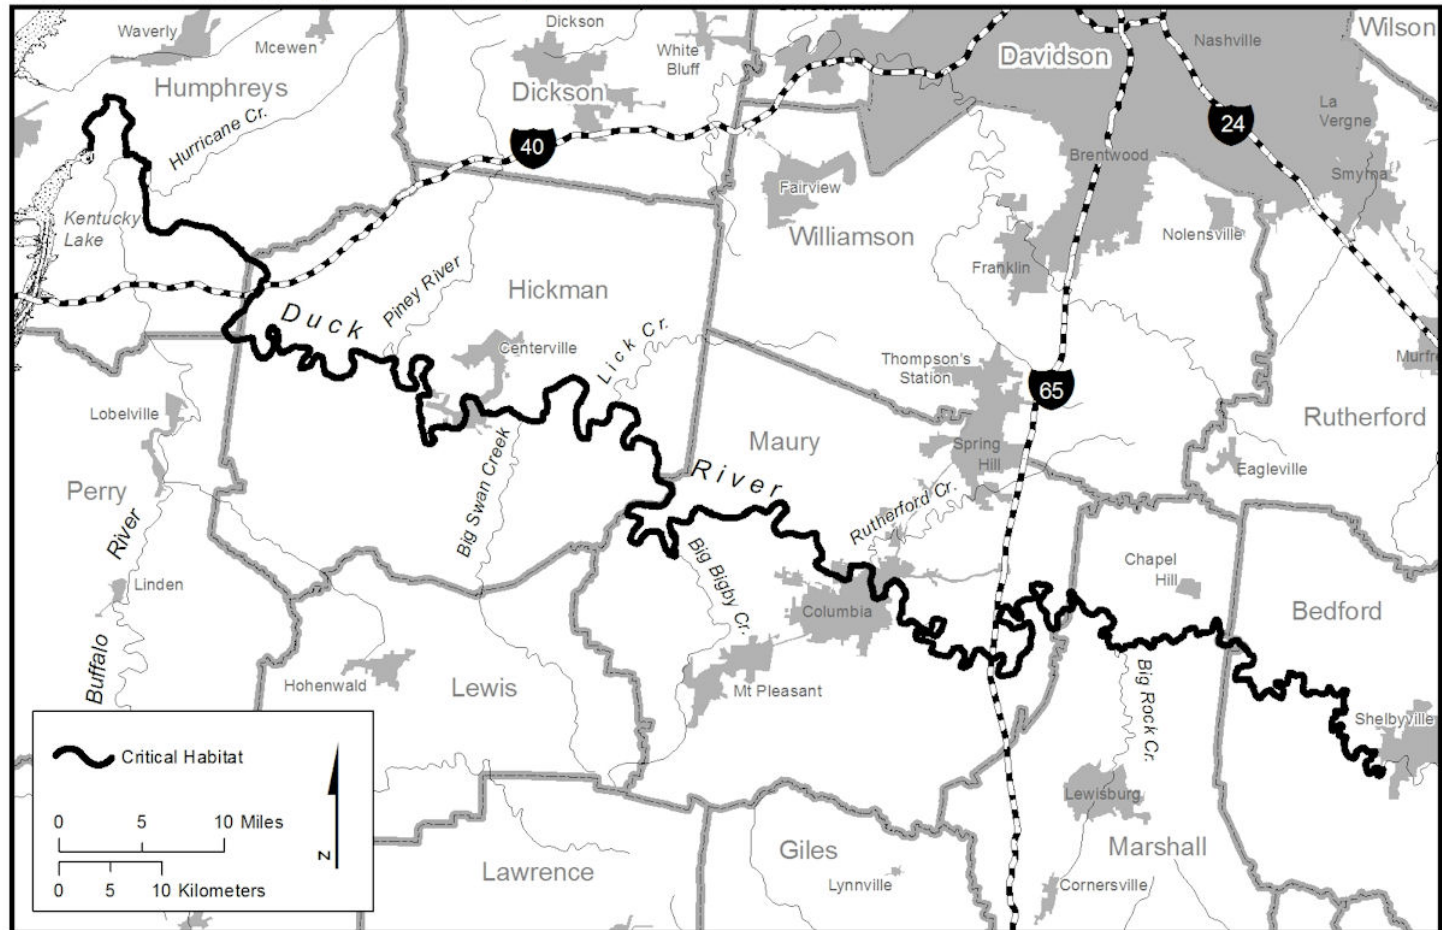 Waverly
Mcewen
Dickson
White
Bluff
Nashville
Wilson
Davidson
Humphreys
Dickson
La
Vergne
Hurricane Cr.
40
24
Brentwood
Smyrna
Fairview
Kentucky
Lake
Williamson
Nolensville
Franklin
Piney River
Hickman
Duck
Centerville
Lick Cr.
Thompson's
Station
65
Lobelville
Rutherford
Maury
Spring
Hill
Eagleville
Perry
River
Big Swan Creek
Rutherford Cr.
River
Linden
Big Bigby Cr.
Chapel
Hill
Columbia
Bedford
Buffalo
Hohenwald
Lewis
Mt Pleasant
Big Rock Cr.
Shelbyville
Critical Habitat
0 5 10 Miles
0 5 10 Kilometers
N
Lewisburg
Giles
Marshall
Lawrence
Lynnville
Cornersville